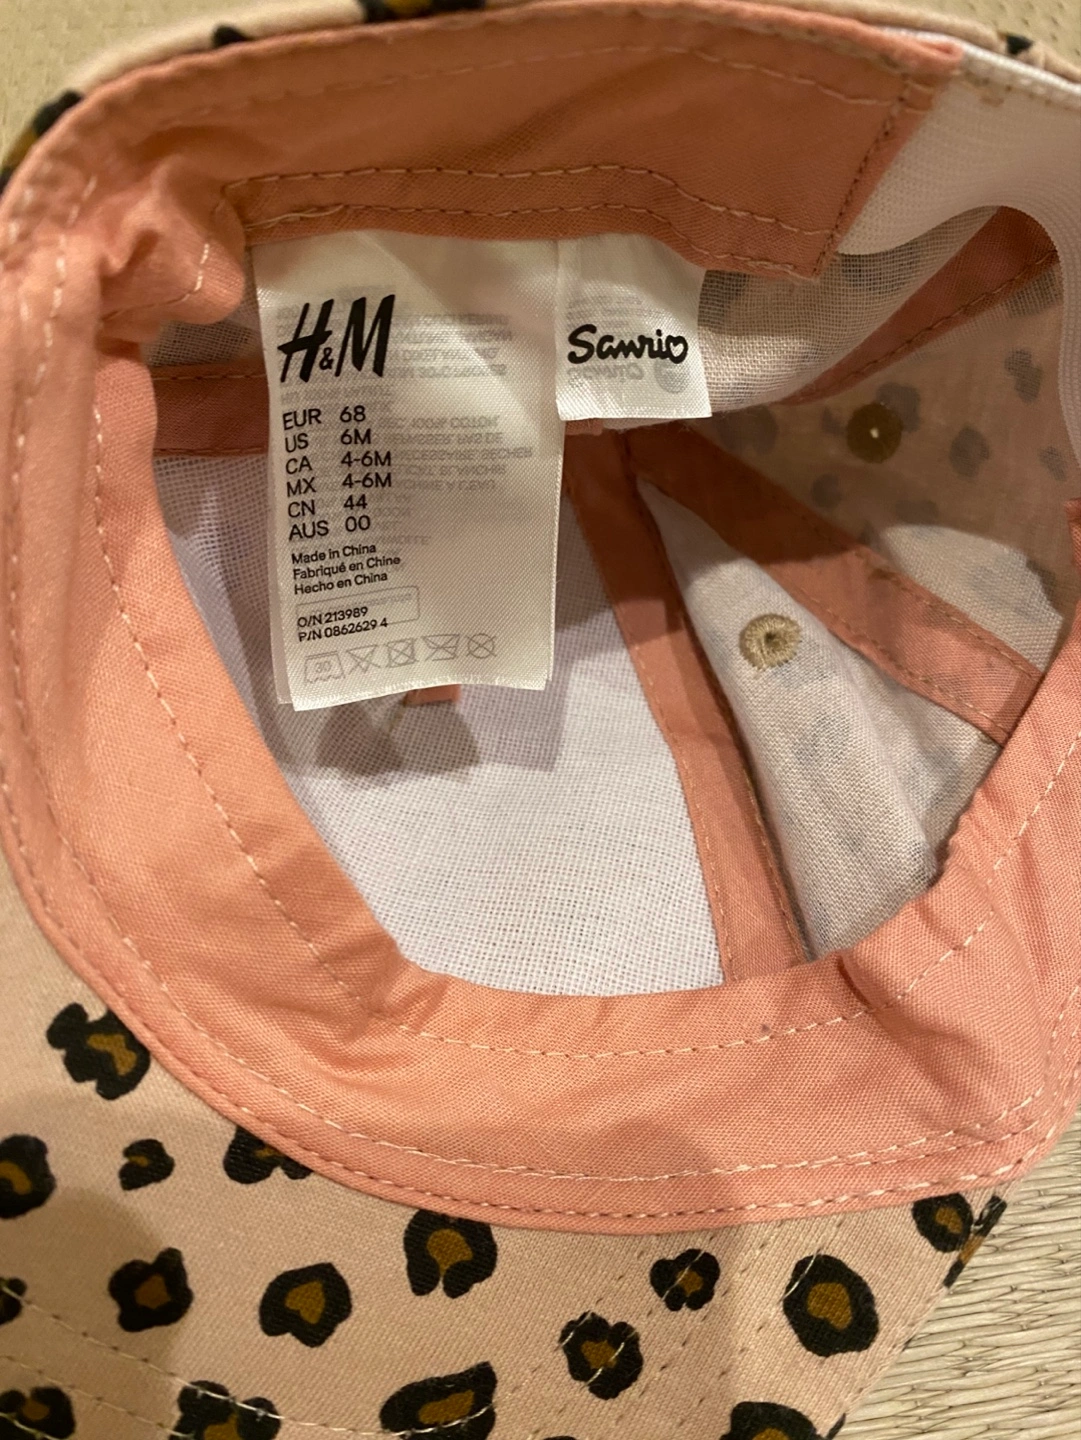 H&M
Sanrio
EUR 68
US 6M
CA 4-6M
MX 4-6M
CN 44
AUS 00
Made in China
Fabriqué en Chine
Hecho en China
O/N 213989
P/N 0862629 4
30